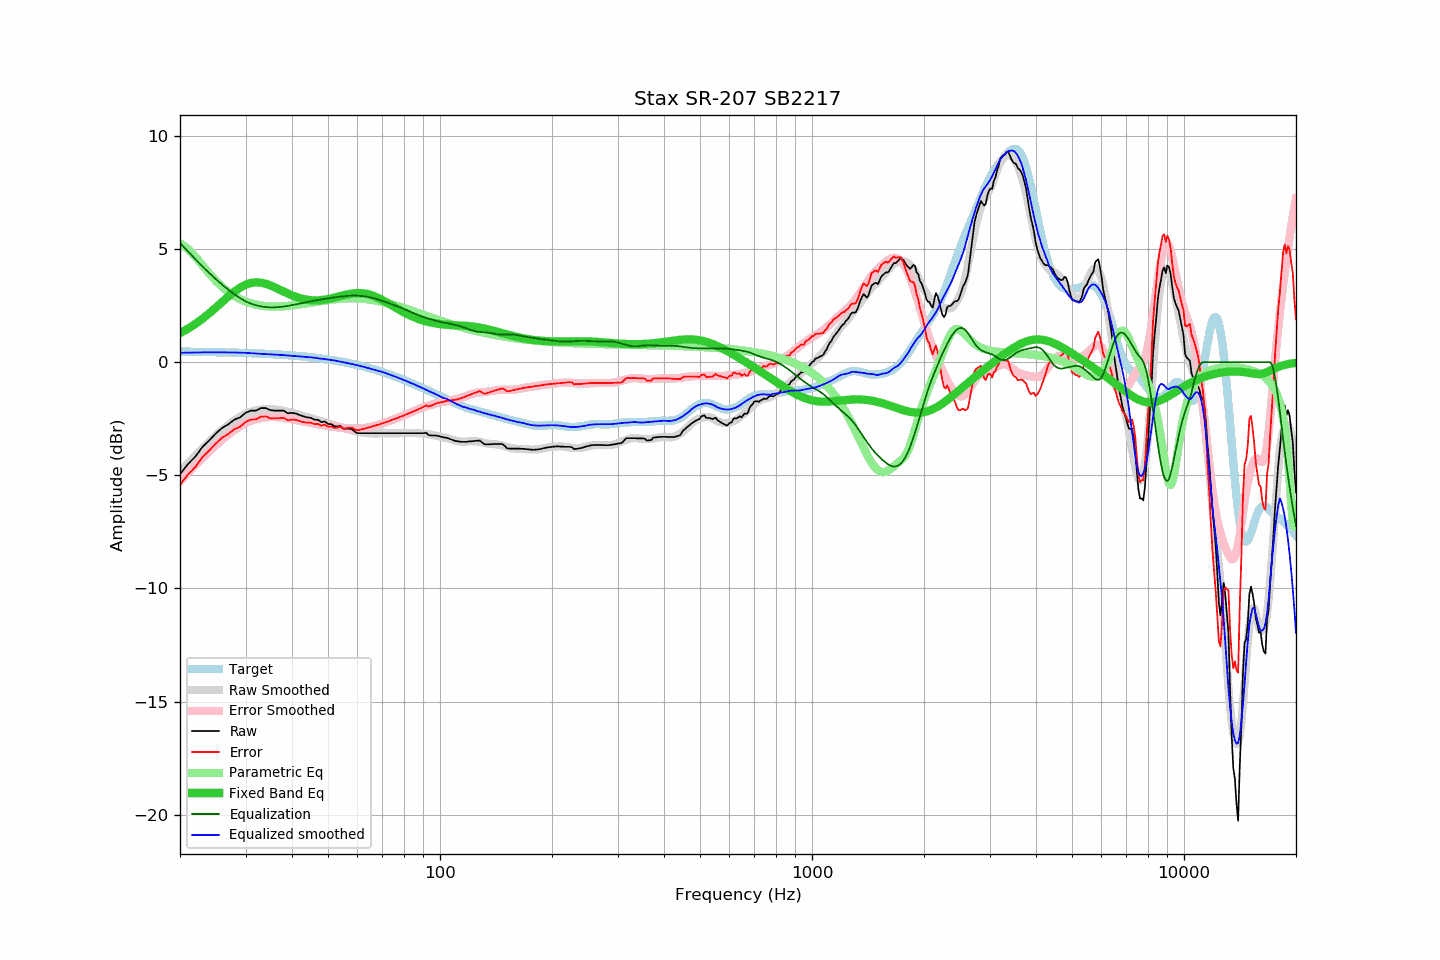 Stax SR-207 SB2217
10
5
0
−5
−10
−15
−20
Amplitude (dBr)
Target
Raw Smoothed
Error Smoothed
Raw
Error
Parametric Eq
Fixed Band Eq
Equalization
Equalized smoothed
100 1000 10000
Frequency (Hz)